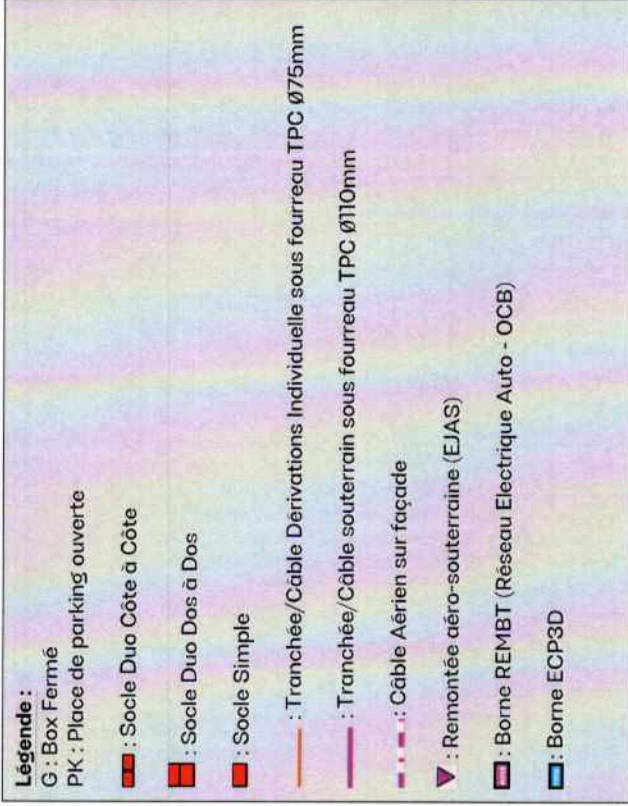 Légende :
G : Box Fermé
PK : Place de parking ouverte
: Socle Duo Côte à Côte
: Socle Duo Dos à Dos
: Socle Simple
: Tranchée/Câble Dérivations Individuelle sous fourreau TPC Ø75mm
: Tranchée/Câble souterrain sous fourreau TPC Ø110mm
: Câble Aérien sur façade
: Remontée aéro-souterraine (EJAS)
: Borne REMBT (Réseau Electrique Auto - OCB)
: Borne ECP3D